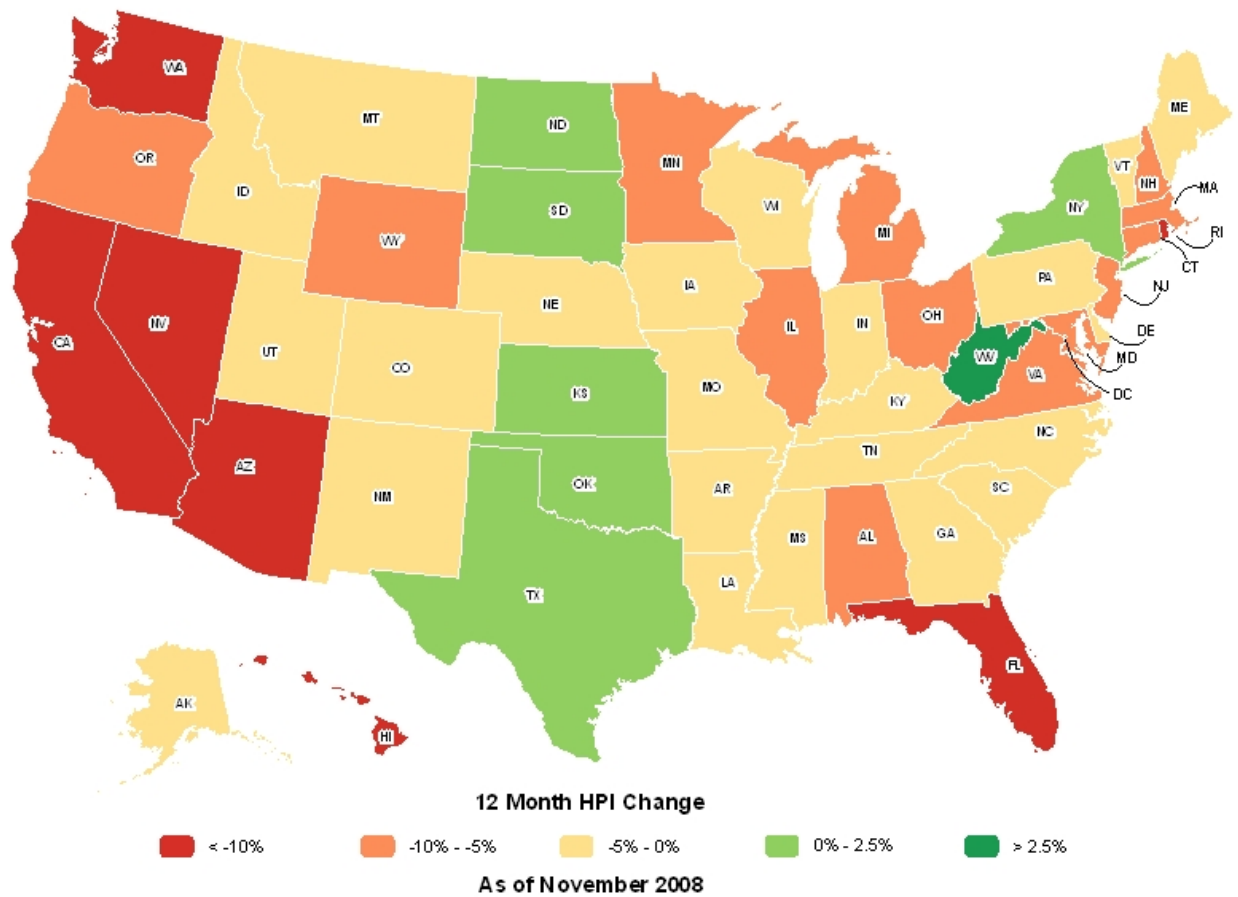 WA
MT
ND
ME
OR
MN
VT
NH
MA
ID
SD
WI
NY
RI
WY
MI
CT
PA
NJ
NE
IA
OH
DE
CA
NV
UT
CO
IL
IN
WV
MD
VA
DC
KS
MO
KY
NC
AZ
NM
OK
AR
TN
SC
MS
AL
GA
TX
LA
FL
AK
HI
12 Month HPI Change
< -10% -10% - -5% -5% - 0% 0% - 2.5% > 2.5%
As of November 2008